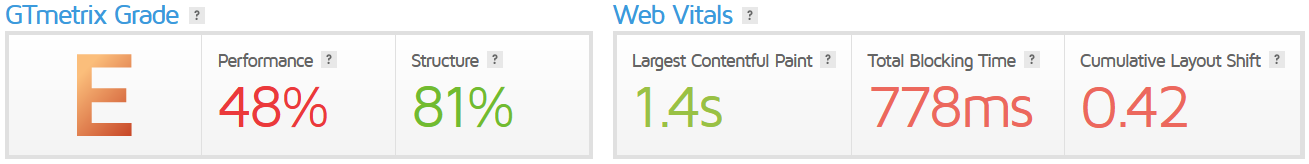 GTmetrix Grade ?
Web Vitals ?
E
Performance ?
48%
Structure ?
81%
Largest Contentful Paint ?
1.4s
Total Blocking Time ?
778ms
Cumulative Layout Shift ?
0.42